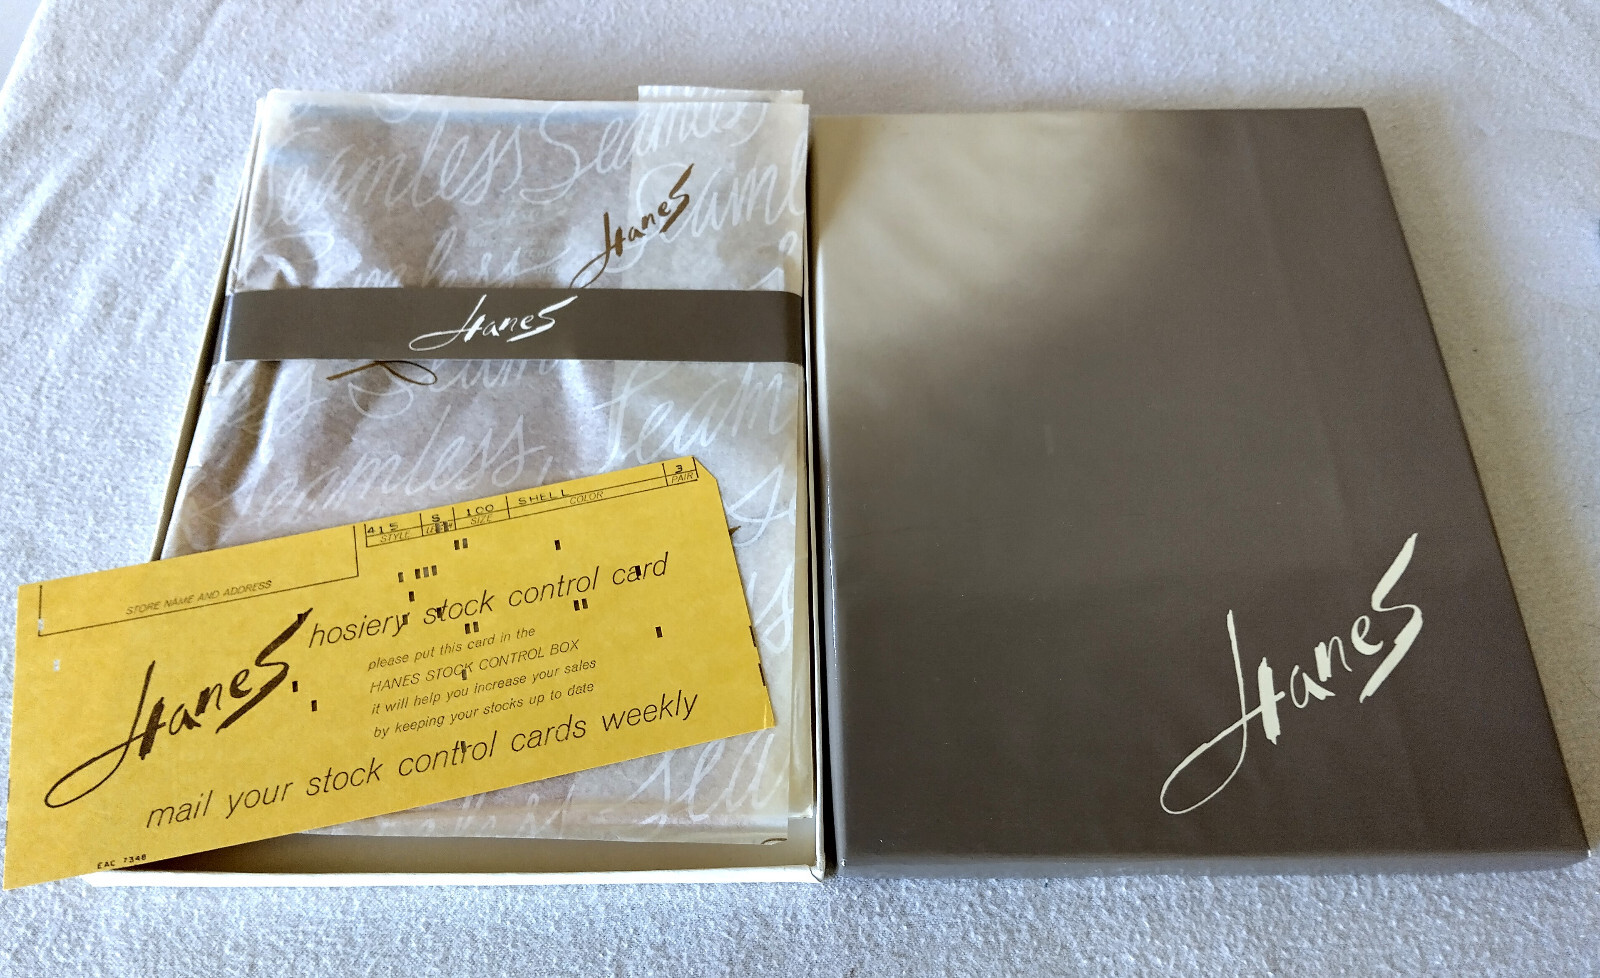 Seamless Seamless
Hanes
Seaml
Seamless
Hanes
Seam
Seamless, Seam
Seamless
415 S 100 SHELL 3
STYLE SIZE COLOR PAIR
STORE NAME AND ADDRESS
Hanes hosiery stock control card
please put this card in the
HANES STOCK CONTROL BOX
it will help you increase your sales
by keeping your stocks up to date
mail your stock control cards weekly
EAC 7348
Hanes